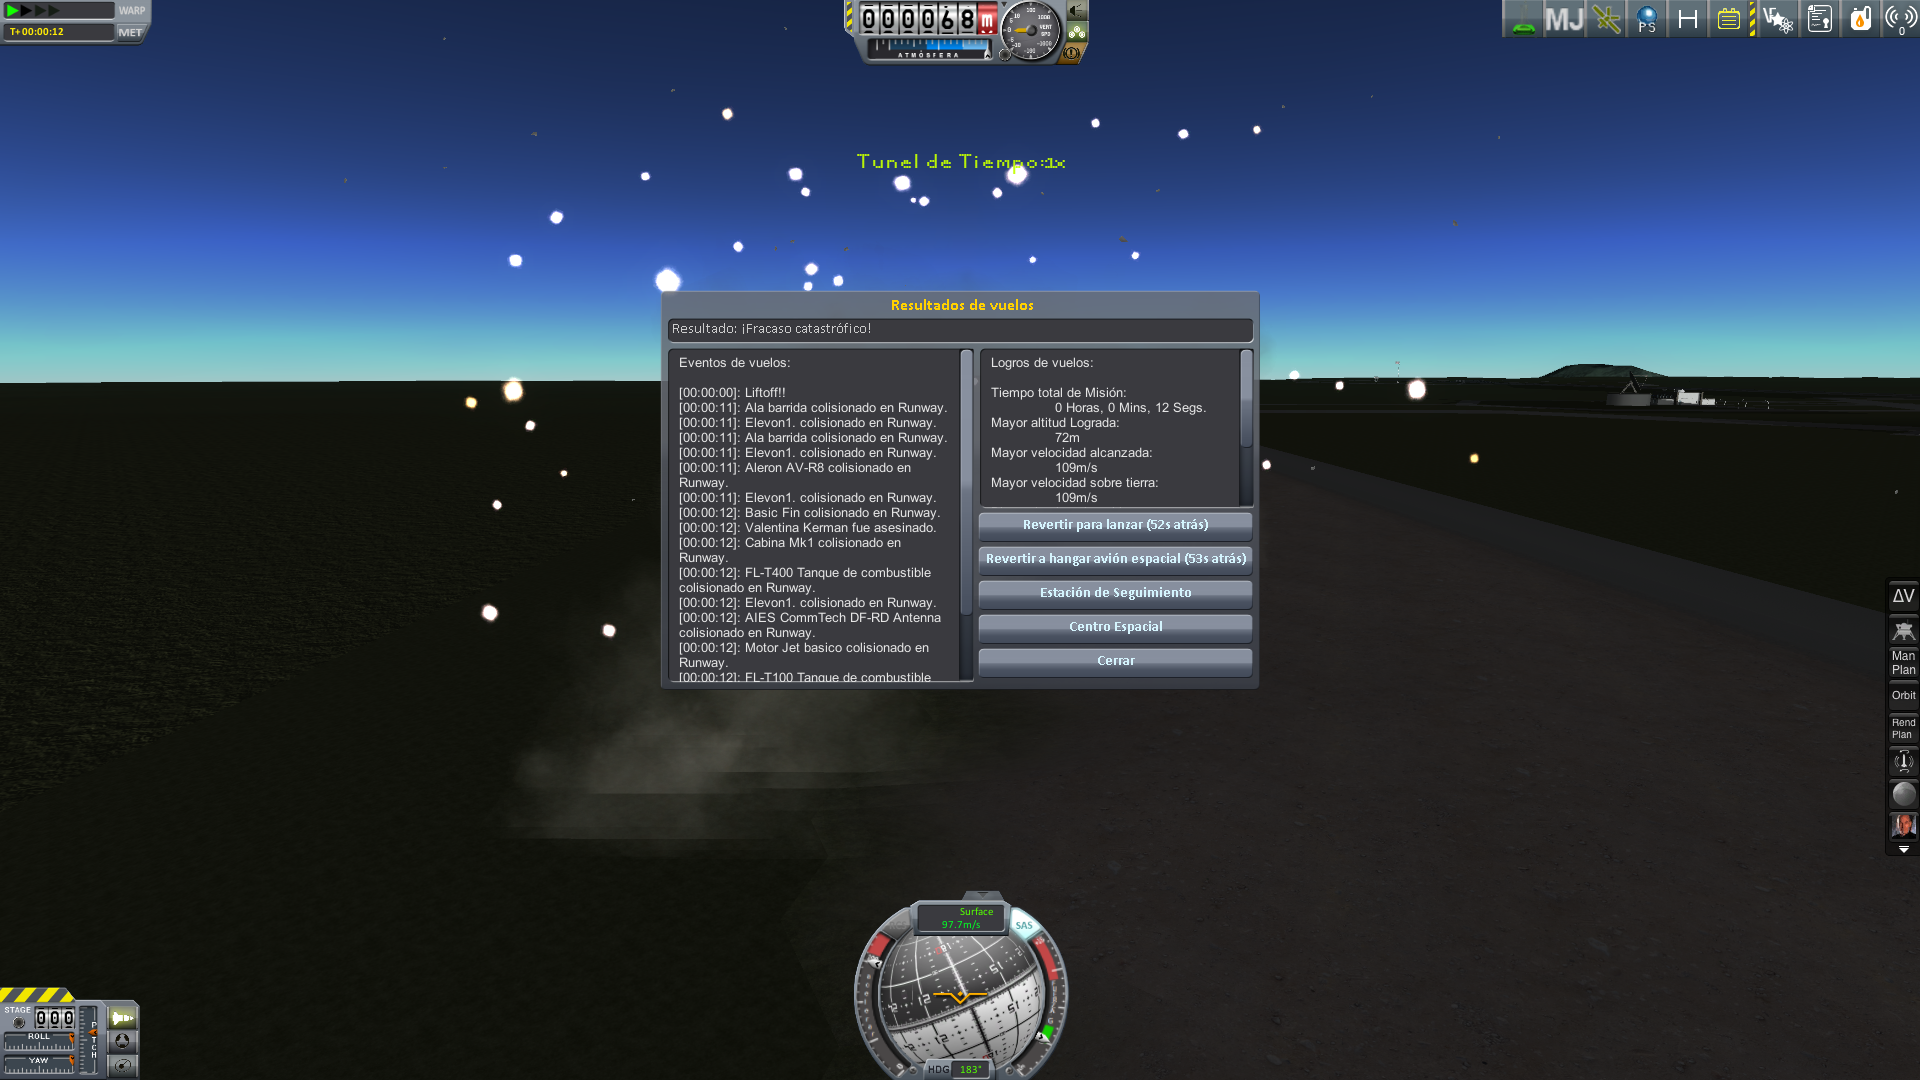 WARP
T+ 00:00:12
MET
000068 m
ATMÓSFERA
VERT
SPD
MJ
PS
0
Tunel de Tiempo:1x
Resultados de vuelos
Resultado: ¡Fracaso catastrófico!
Eventos de vuelos:
[00:00:00]: Liftoff!!
[00:00:11]: Ala barrida colisionado en Runway.
[00:00:11]: Elevon1. colisionado en Runway.
[00:00:11]: Ala barrida colisionado en Runway.
[00:00:11]: Elevon1. colisionado en Runway.
[00:00:11]: Aleron AV-R8 colisionado en
Runway.
[00:00:11]: Elevon1. colisionado en Runway.
[00:00:12]: Basic Fin colisionado en Runway.
[00:00:12]: Valentina Kerman fue asesinado.
[00:00:12]: Cabina Mk1 colisionado en
Runway.
[00:00:12]: FL-T400 Tanque de combustible
colisionado en Runway.
[00:00:12]: Elevon1. colisionado en Runway.
[00:00:12]: AIES CommTech DF-RD Antenna
colisionado en Runway.
[00:00:12]: Motor Jet basico colisionado en
Runway.
[00:00:12]: FL-T100 Tanque de combustible
Logros de vuelos:
Tiempo total de Misión:
0 Horas, 0 Mins, 12 Segs.
Mayor altitud Lograda:
72m
Mayor velocidad alcanzada:
109m/s
Mayor velocidad sobre tierra:
109m/s
Revertir para lanzar (52s atrás)
Revertir a hangar avión espacial (53s atrás)
Estación de Seguimiento
Centro Espacial
Cerrar
ΔV
Man
Plan
Orbit
Rend
Plan
Surface
97.7m/s
SAS
HDG 183°
STAGE
000
ROLL
YAW
PITCH